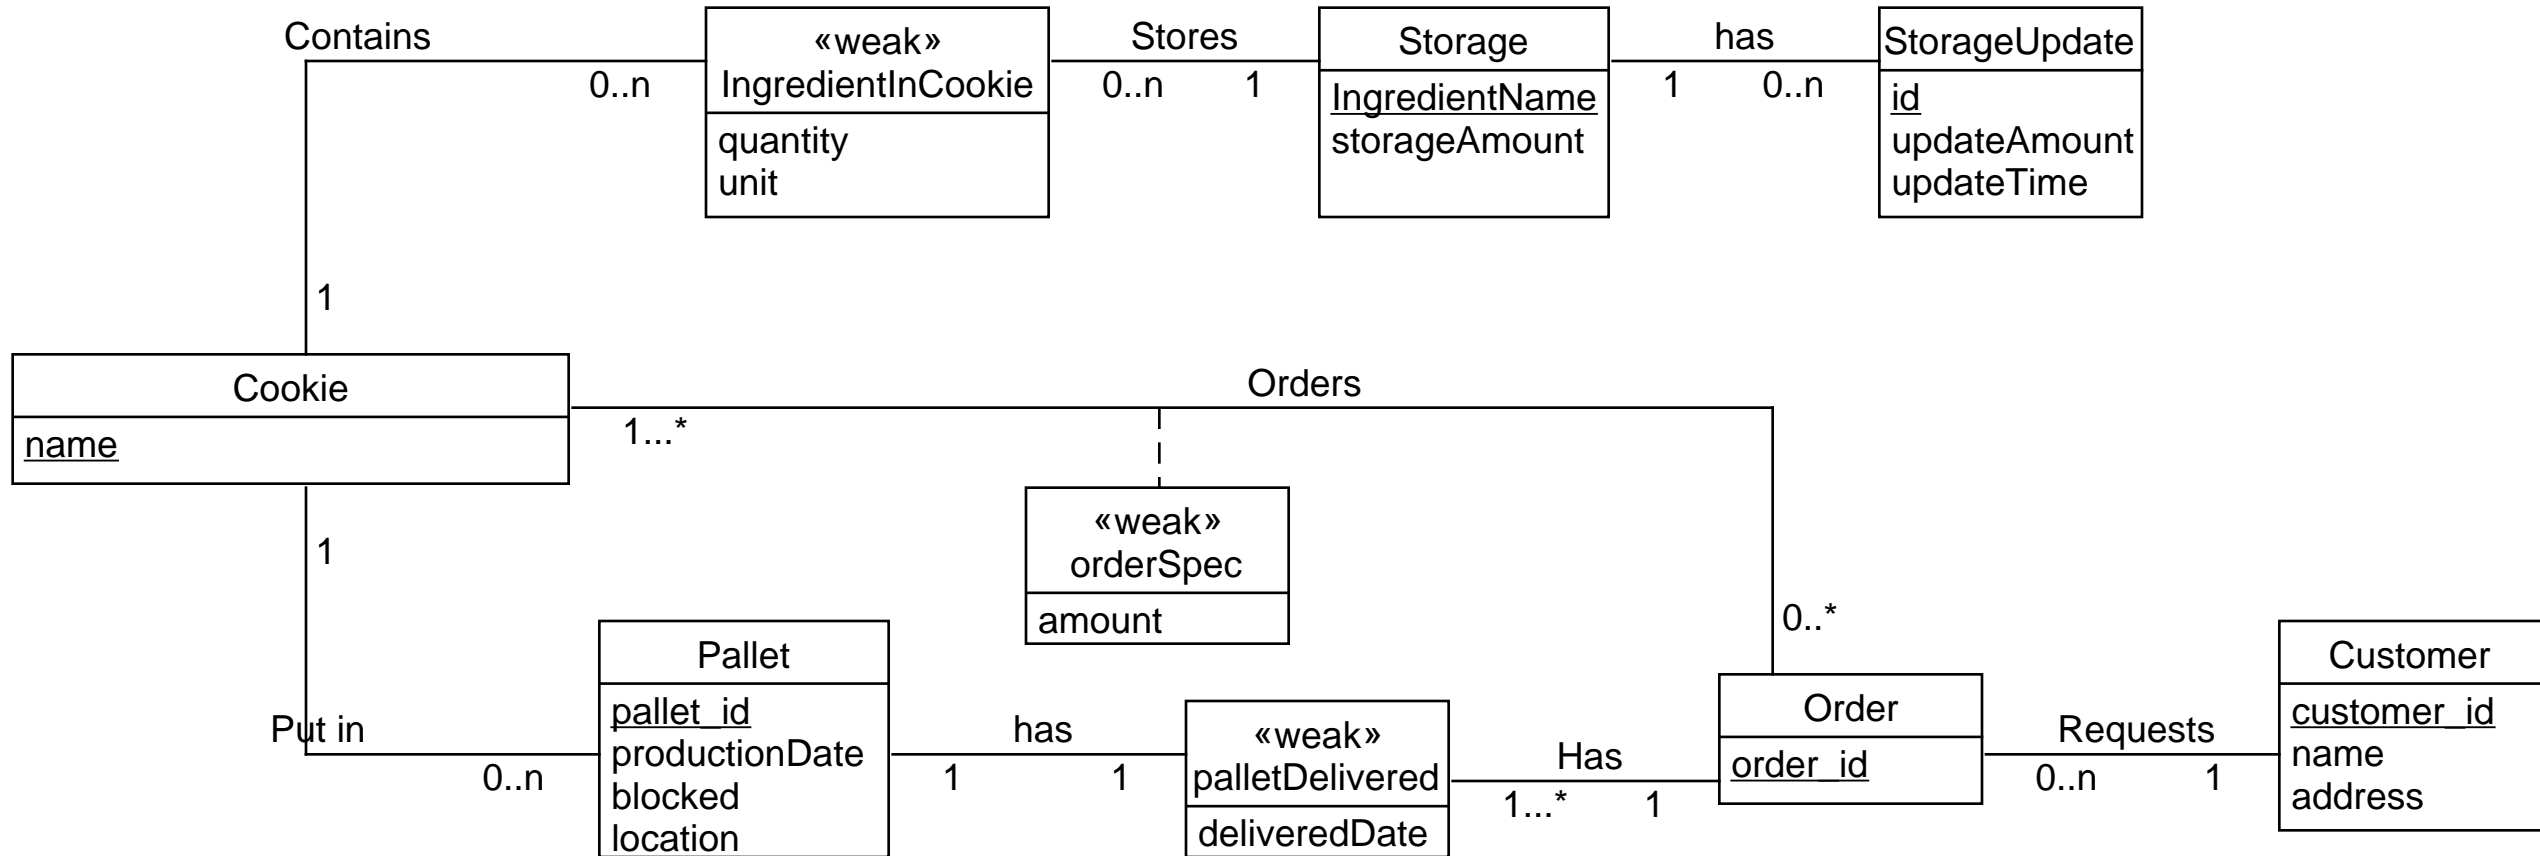 Contains
0..n
«weak»
IngredientInCookie
quantity
unit
Stores
0..n 1
Storage
IngredientName
storageAmount
has
1 0..n
StorageUpdate
id
updateAmount
updateTime
1
Cookie
name
1...*
Orders
«weak»
orderSpec
amount
0..*
1
Put in
0..n
Pallet
pallet_id
productionDate
blocked
location
has
1 1
«weak»
palletDelivered
deliveredDate
Has
1...* 1
Order
order_id
Requests
0..n 1
Customer
customer_id
name
address